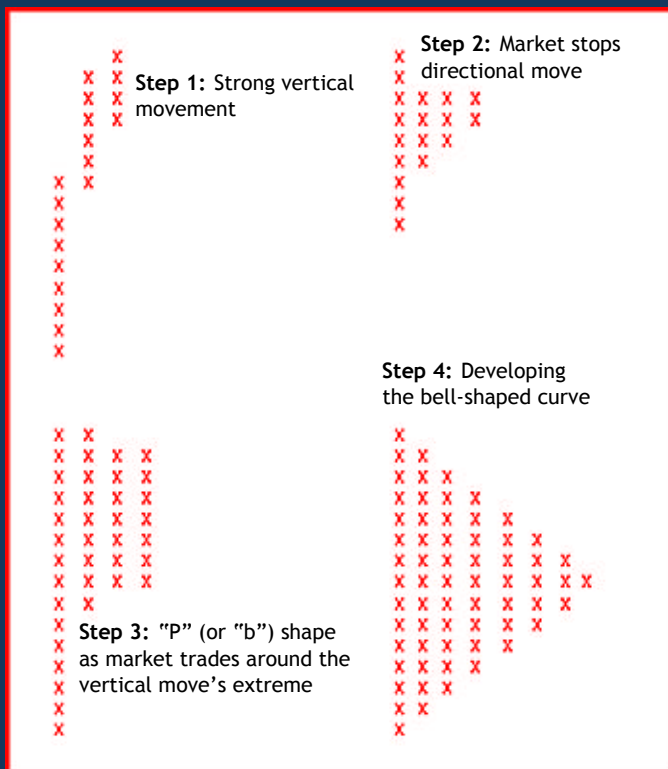 Step 1: Strong vertical
movement
Step 2: Market stops
directional move
Step 3: “P” (or “b”) shape
as market trades around the
vertical move’s extreme
Step 4: Developing
the bell-shaped curve